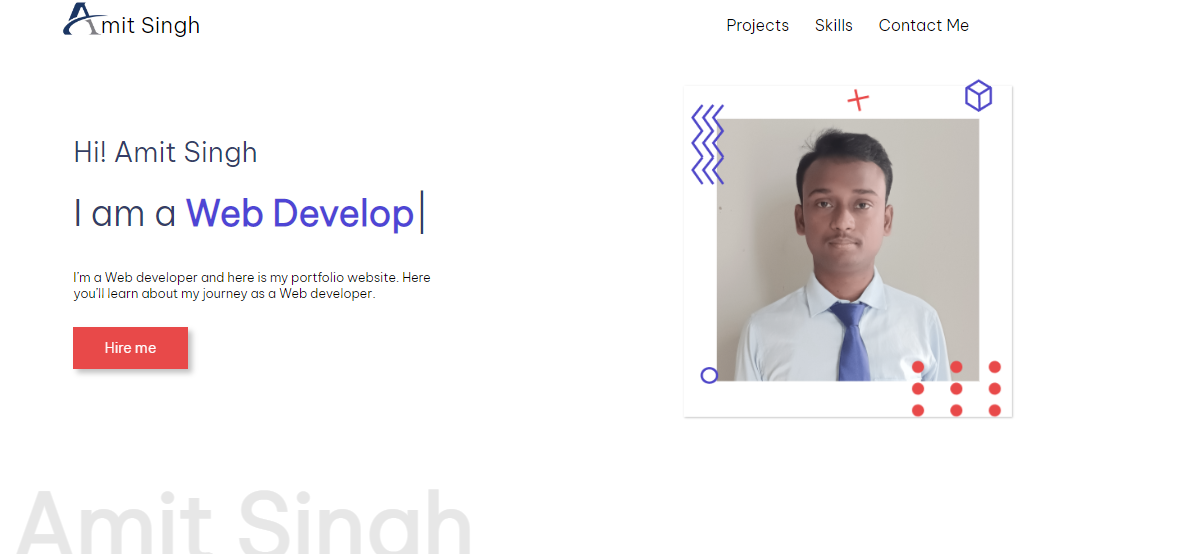 Amit Singh
Projects Skills Contact Me
Hi! Amit Singh
I am a Web Develop|
I'm a Web developer and here is my portfolio website. Here
you'll learn about my journey as a Web developer.
Hire me
Amit Singh